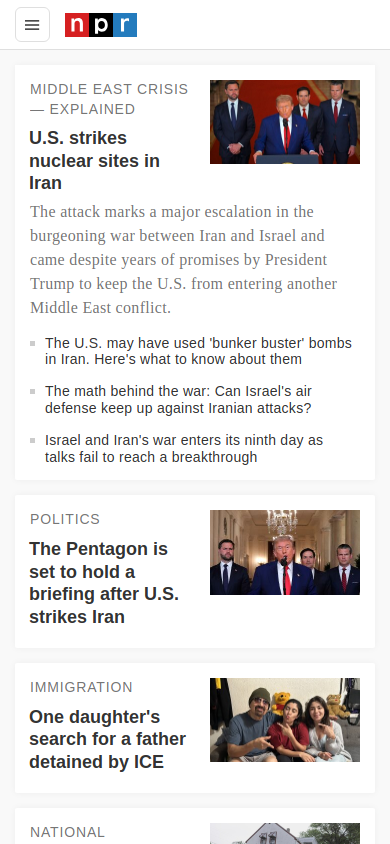 npr
MIDDLE EAST CRISIS
— EXPLAINED
U.S. strikes
nuclear sites in
Iran
The attack marks a major escalation in the
burgeoning war between Iran and Israel and
came despite years of promises by President
Trump to keep the U.S. from entering another
Middle East conflict.
The U.S. may have used 'bunker buster' bombs
in Iran. Here's what to know about them
The math behind the war: Can Israel's air
defense keep up against Iranian attacks?
Israel and Iran's war enters its ninth day as
talks fail to reach a breakthrough
POLITICS
The Pentagon is
set to hold a
briefing after U.S.
strikes Iran
IMMIGRATION
One daughter's
search for a father
detained by ICE
NATIONAL